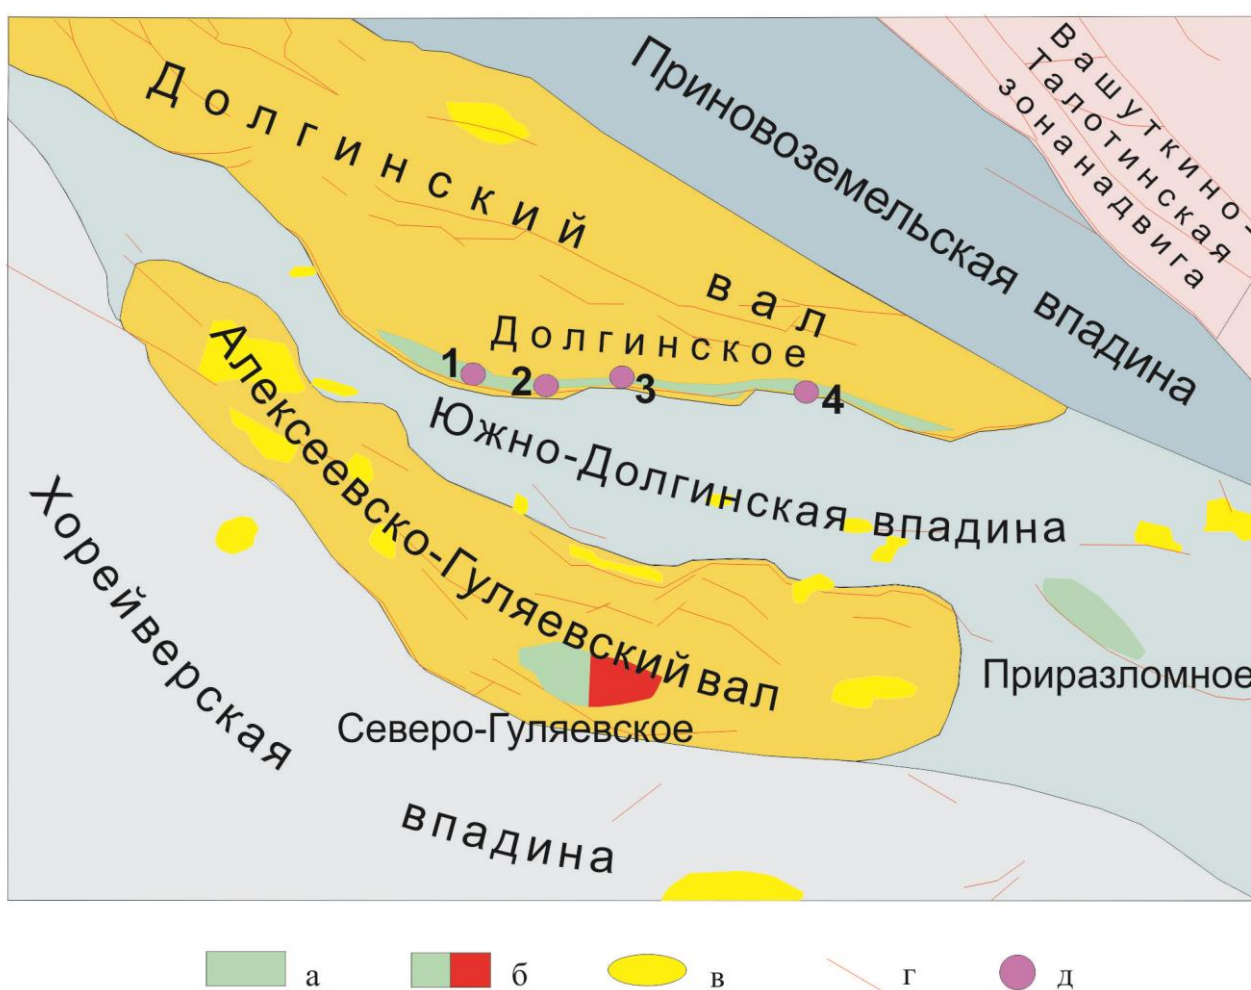 Долгинский вал
Приновоземельская впадина
Вашуткино-
Талотинская
зонанадвига
Долгинское
1 2 3 4
Южно-Долгинская впадина
Алексеевско-Гуляевский вал
Хорейверская
впадина
Приразломное
Северо-Гуляевское
а б в г д